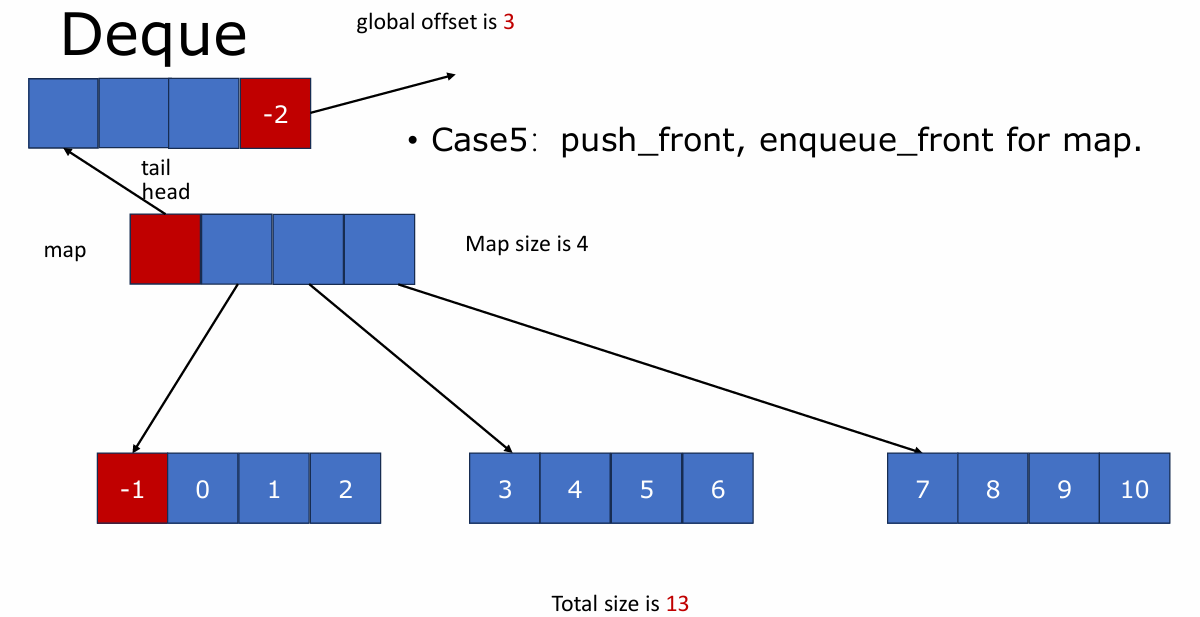 Deque
global offset is 3
-2
• Case5: push_front, enqueue_front for map.
tail
head
map
Map size is 4
-1 0 1 2
3 4 5 6
7 8 9 10
Total size is 13